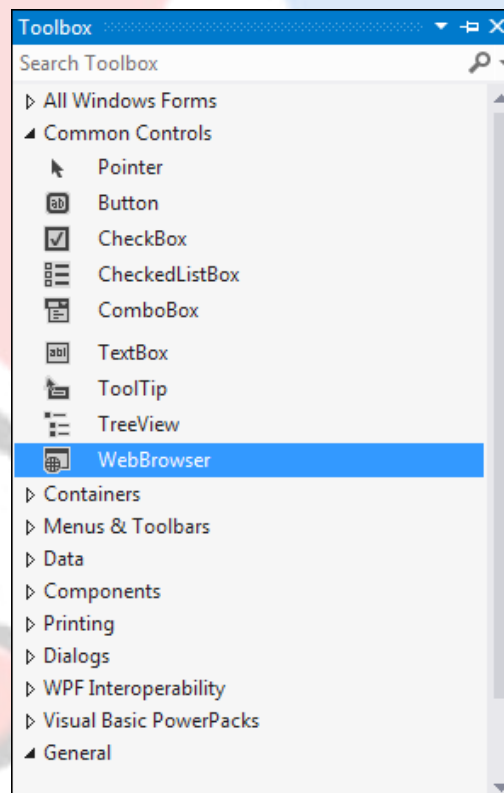 Toolbox
Search Toolbox
All Windows Forms
Common Controls
Pointer
Button
CheckBox
CheckedListBox
ComboBox
TextBox
ToolTip
TreeView
WebBrowser
Containers
Menus & Toolbars
Data
Components
Printing
Dialogs
WPF Interoperability
Visual Basic PowerPacks
General